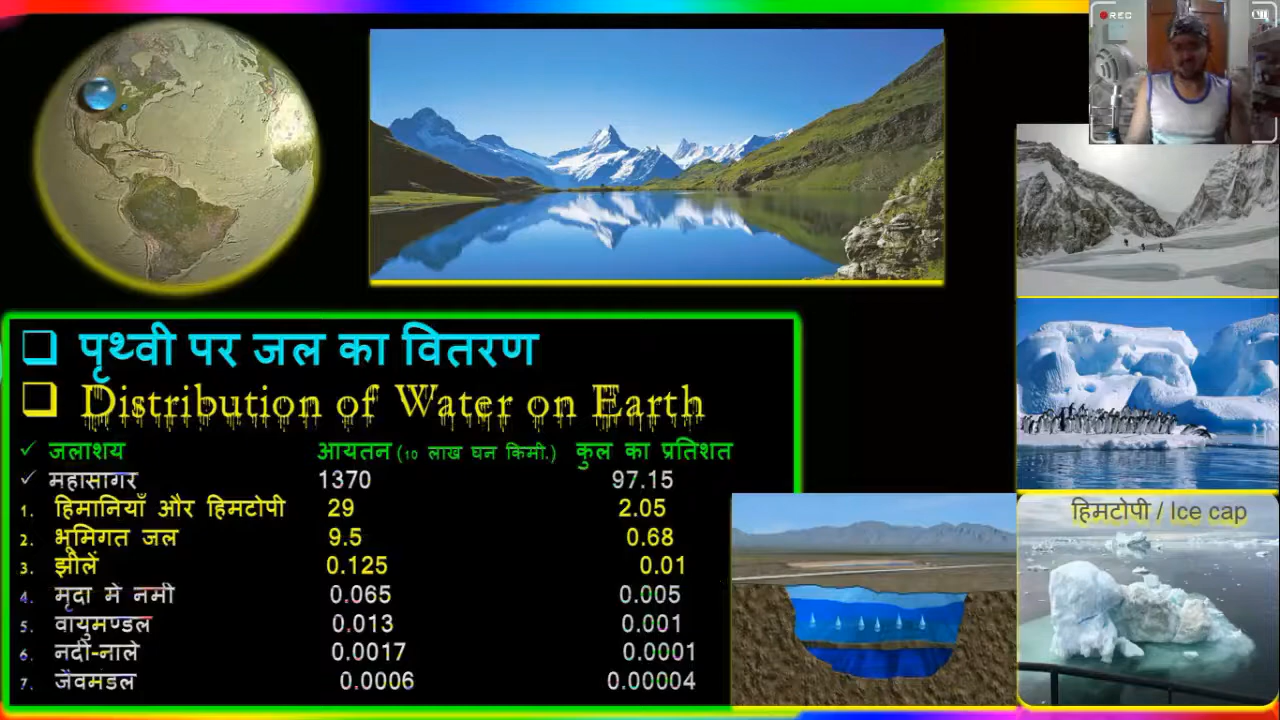 REC
❑ पृथ्वी पर जल का वितरण
❑ Distribution of Water on Earth
✓ जलाशय आयतन (10 लाख घन किमी.) कुल का प्रतिशत
✓ महासागर 1370 97.15
1. हिमानियाँ और हिमटोपी 29 2.05
2. भूमिगत जल 9.5 0.68
3. झीलें 0.125 0.01
4. मृदा में नमी 0.065 0.005
5. वायुमण्डल 0.013 0.001
6. नदी-नाले 0.0017 0.0001
7. जैवमंडल 0.0006 0.00004
हिमटोपी / Ice cap